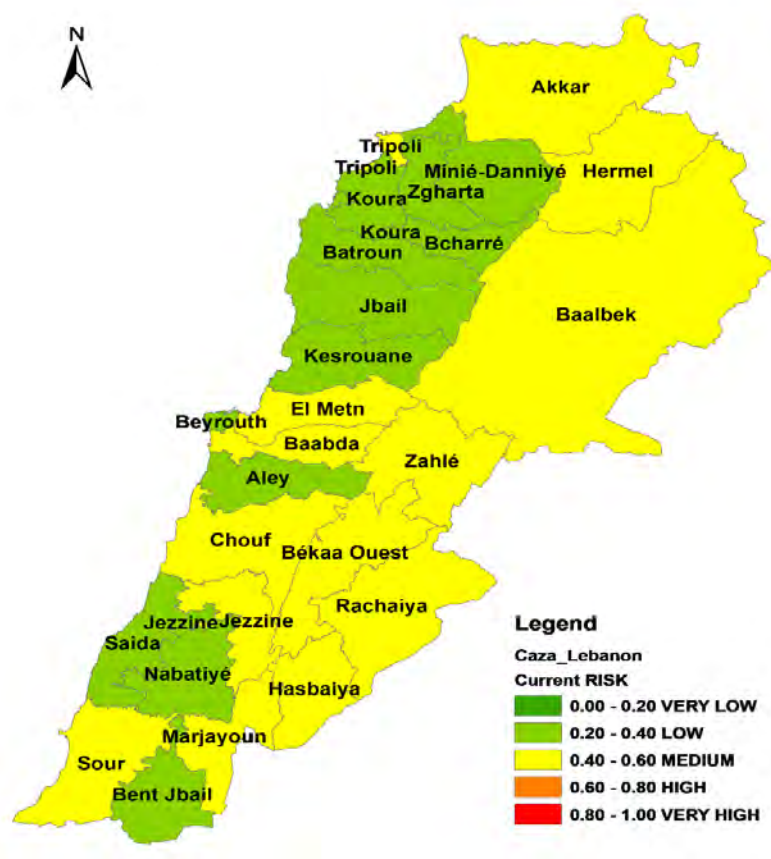 N
Akkar
Tripoli
Tripoli
Minié-Danniyé
Hermel
Koura
Zgharta
Koura
Bcharré
Batroun
Jbail
Baalbek
Kesrouane
El Metn
Beyrouth
Baabda
Zahlé
Aley
Chouf
Békaa Ouest
Rachaiya
Jezzine
Jezzine
Saida
Nabatiyé
Hasbaiya
Marjayoun
Sour
Bent Jbail
Legend
Caza_Lebanon
Current RISK
0.00 - 0.20 VERY LOW
0.20 - 0.40 LOW
0.40 - 0.60 MEDIUM
0.60 - 0.80 HIGH
0.80 - 1.00 VERY HIGH